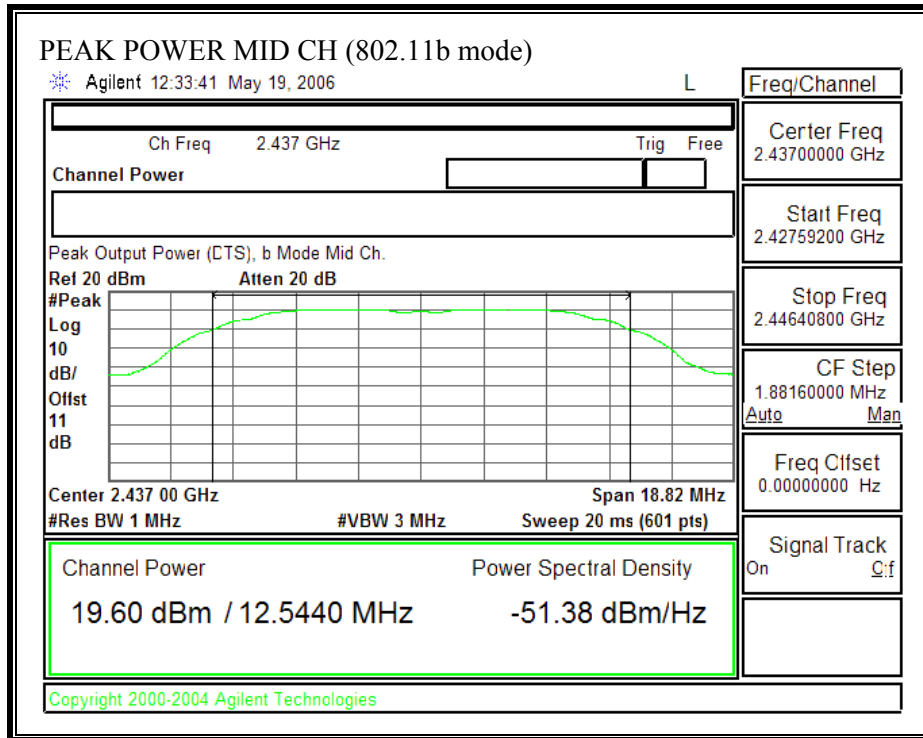 PEAK POWER MID CH (802.11b mode)
Agilent 12:33:41 May 19, 2006 L
Freq/Channel
Ch Freq 2.437 GHz Trig Free
Channel Power
Peak Output Power (DTS), b Mode Mid Ch.
Ref 20 dBm Atten 20 dB
#Peak
Log
10
dB/
Offst
11
dB
Center 2.437 00 GHz Span 18.82 MHz
#Res BW 1 MHz #VBW 3 MHz Sweep 20 ms (601 pts)
Channel Power Power Spectral Density
19.60 dBm / 12.5440 MHz -51.38 dBm/Hz
Center Freq
2.43700000 GHz
Start Freq
2.42759200 GHz
Stop Freq
2.44640800 GHz
CF Step
1.88160000 MHz
Auto Man
Freq Offset
0.00000000 Hz
Signal Track
On Off
Copyright 2000-2004 Agilent Technologies